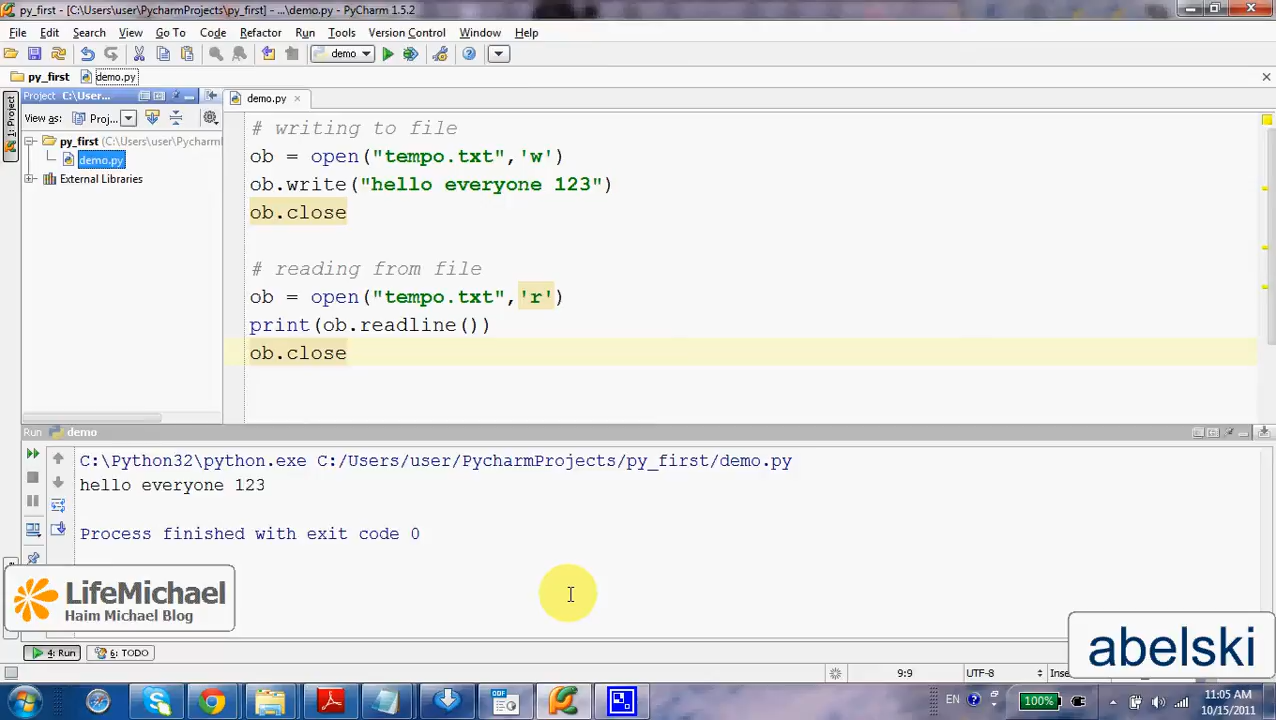 py_first - [C:\Users\user\PycharmProjects\py_first] - ...\demo.py - PyCharm 1.5.2
File Edit Search View Go To Code Refactor Run Tools Version Control Window Help
demo
py_first demo.py
Project C:\User...
demo.py
1: Project
View as: Proj...
py_first (C:\Users\user\Pycharm
demo.py
External Libraries
# writing to file
ob = open("tempo.txt",'w')
ob.write("hello everyone 123")
ob.close
# reading from file
ob = open("tempo.txt",'r')
print(ob.readline())
ob.close
Run demo
C:\Python32\python.exe C:/Users/user/PycharmProjects/py_first/demo.py
hello everyone 123
Process finished with exit code 0
LifeMichael
Haim Michael Blog
abelski
4: Run 6: TODO
9:9 UTF-8 Inse
EN 100% 11:05 AM
10/15/2011